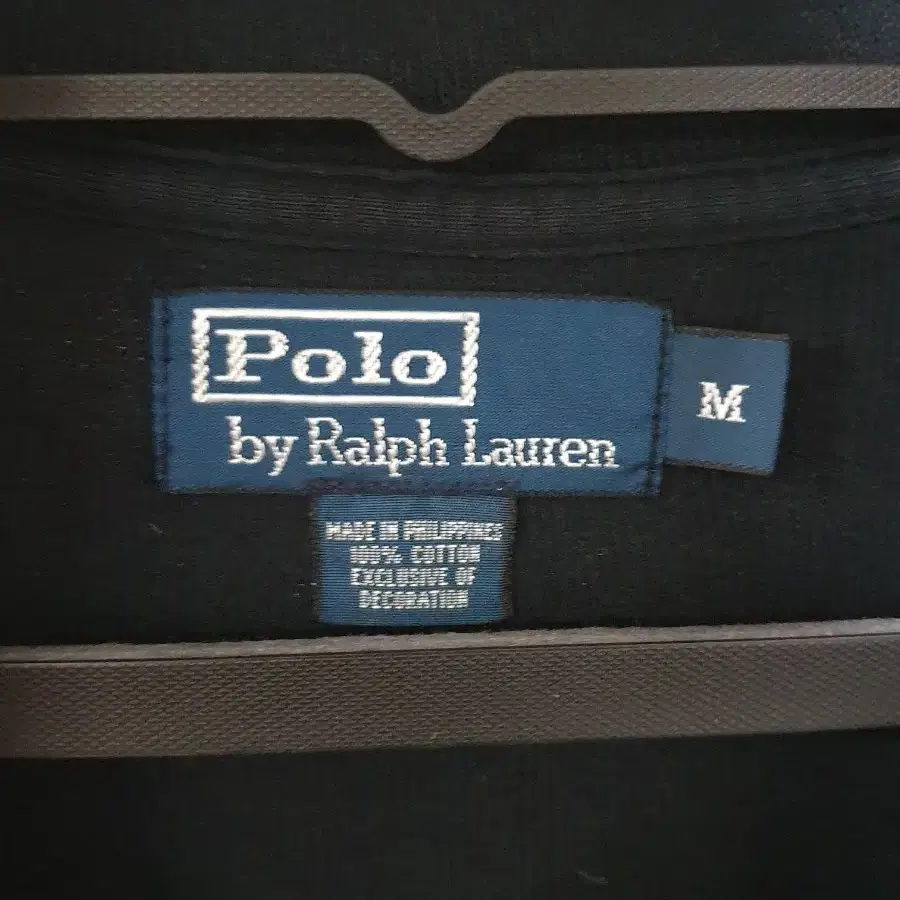 Polo
by Ralph Lauren
M
MADE IN PHILIPPINES
100% COTTON
EXCLUSIVE OF
DECORATION